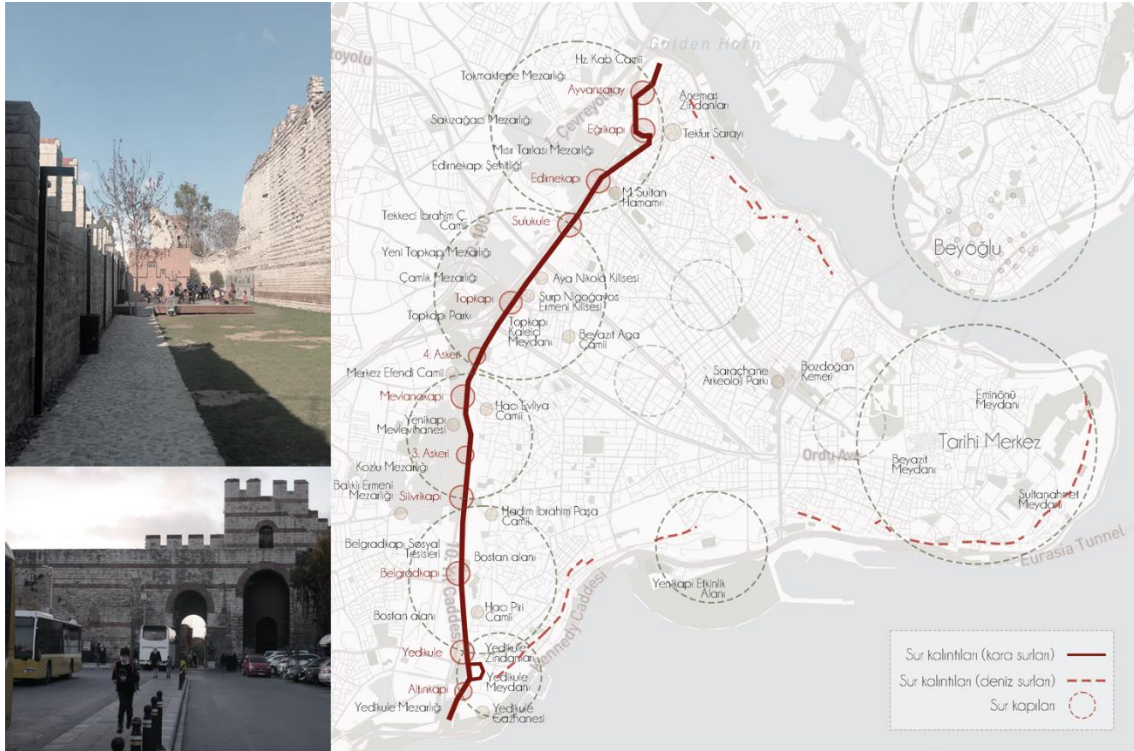 Golden Horn
Hz. Kab Camii
Tokmaktepe Mezarlığı
Ayvansaray
Anemas
Zindanları
Çevreyolu
Sakızağacı Mezarlığı
Eğrikapı
Tekfur Sarayı
Mısır Tarlası Mezarlığı
Edirnekapı Şehitliği
Edirnekapı
M. Sultan
Hamamı
Tekkeci İbrahim Ç.
Camii
Sulukule
Beyoğlu
Yeni Topkapı Mezarlığı
Çamlık Mezarlığı
Aya Nikola Kilisesi
Topkapı
Surp Nigoğayos
Ermeni Kilisesi
Topkapı Parkı
Topkapı
Kaleiçi
Meydanı
Beyazıt Ağa
Camii
4. Askeri
Merkez Efendi Camii
Bozdoğan
Kemeri
Saraçhane
Arkeoloji Parkı
Mevlanakapı
Hacı Evliya
Camii
Eminönü
Meydanı
Yenikapı
Mevlevihanesi
Tarihi Merkez
3. Askeri
Ordu Ave
Kozlu Mezarlığı
Beyazıt
Meydanı
Balıklı Ermeni
Mezarlığı
Silivrikapı
Sultanahmet
Meydanı
Hadım İbrahim Paşa
Camii
Belgradkapı Sosyal
Tesisleri
Bostan alanı
Eurasia Tunnel
Belgradkapı
10. Caddesi
Yenikapı Etkinlik
Alanı
Bostan alanı
Hacı Piri
Camii
Kennedy Caddesi
Yedikule
Yedikule
Zindanları
Yedikule
Meydanı
Altınkapı
Yedikule Mezarlığı
Yedikule
Gazhanesi
Sur kalıntıları (kara surları)
Sur kalıntıları (deniz surları)
Sur kapıları